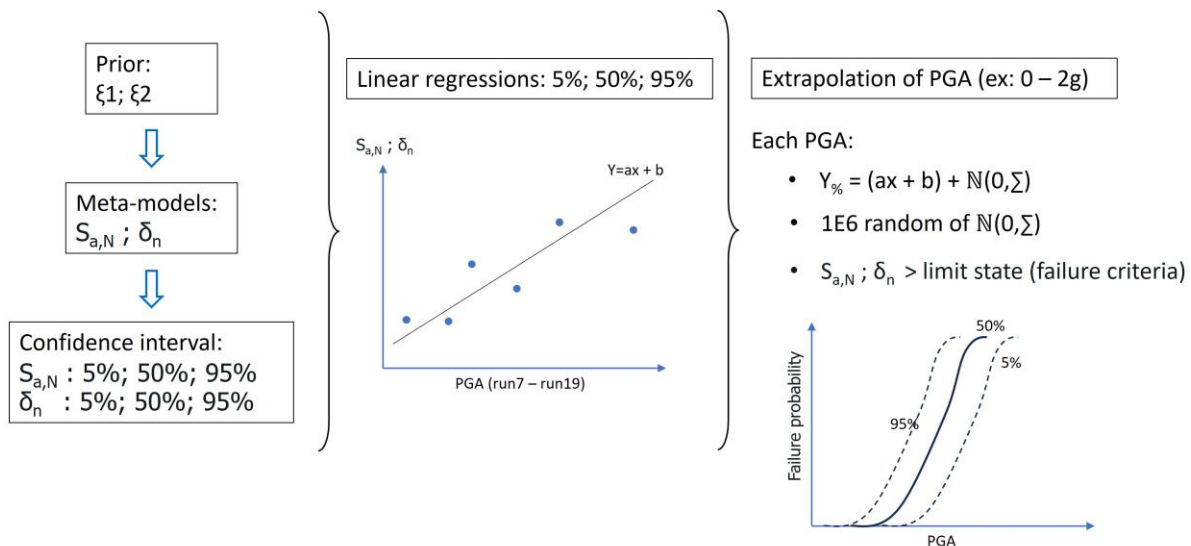 Prior:
ξ1; ξ2
Meta-models:
Sa,N ; δn
Confidence interval:
Sa,N : 5%; 50%; 95%
δn : 5%; 50%; 95%
Linear regressions: 5%; 50%; 95%
Sa,N ; δn
Y=ax + b
PGA (run7 – run19)
Extrapolation of PGA (ex: 0 – 2g)
Each PGA:
• Y% = (ax + b) + ℕ(0,∑)
• 1E6 random of ℕ(0,∑)
• Sa,N ; δn > limit state (failure criteria)
50%
5%
95%
Failure probability
PGA